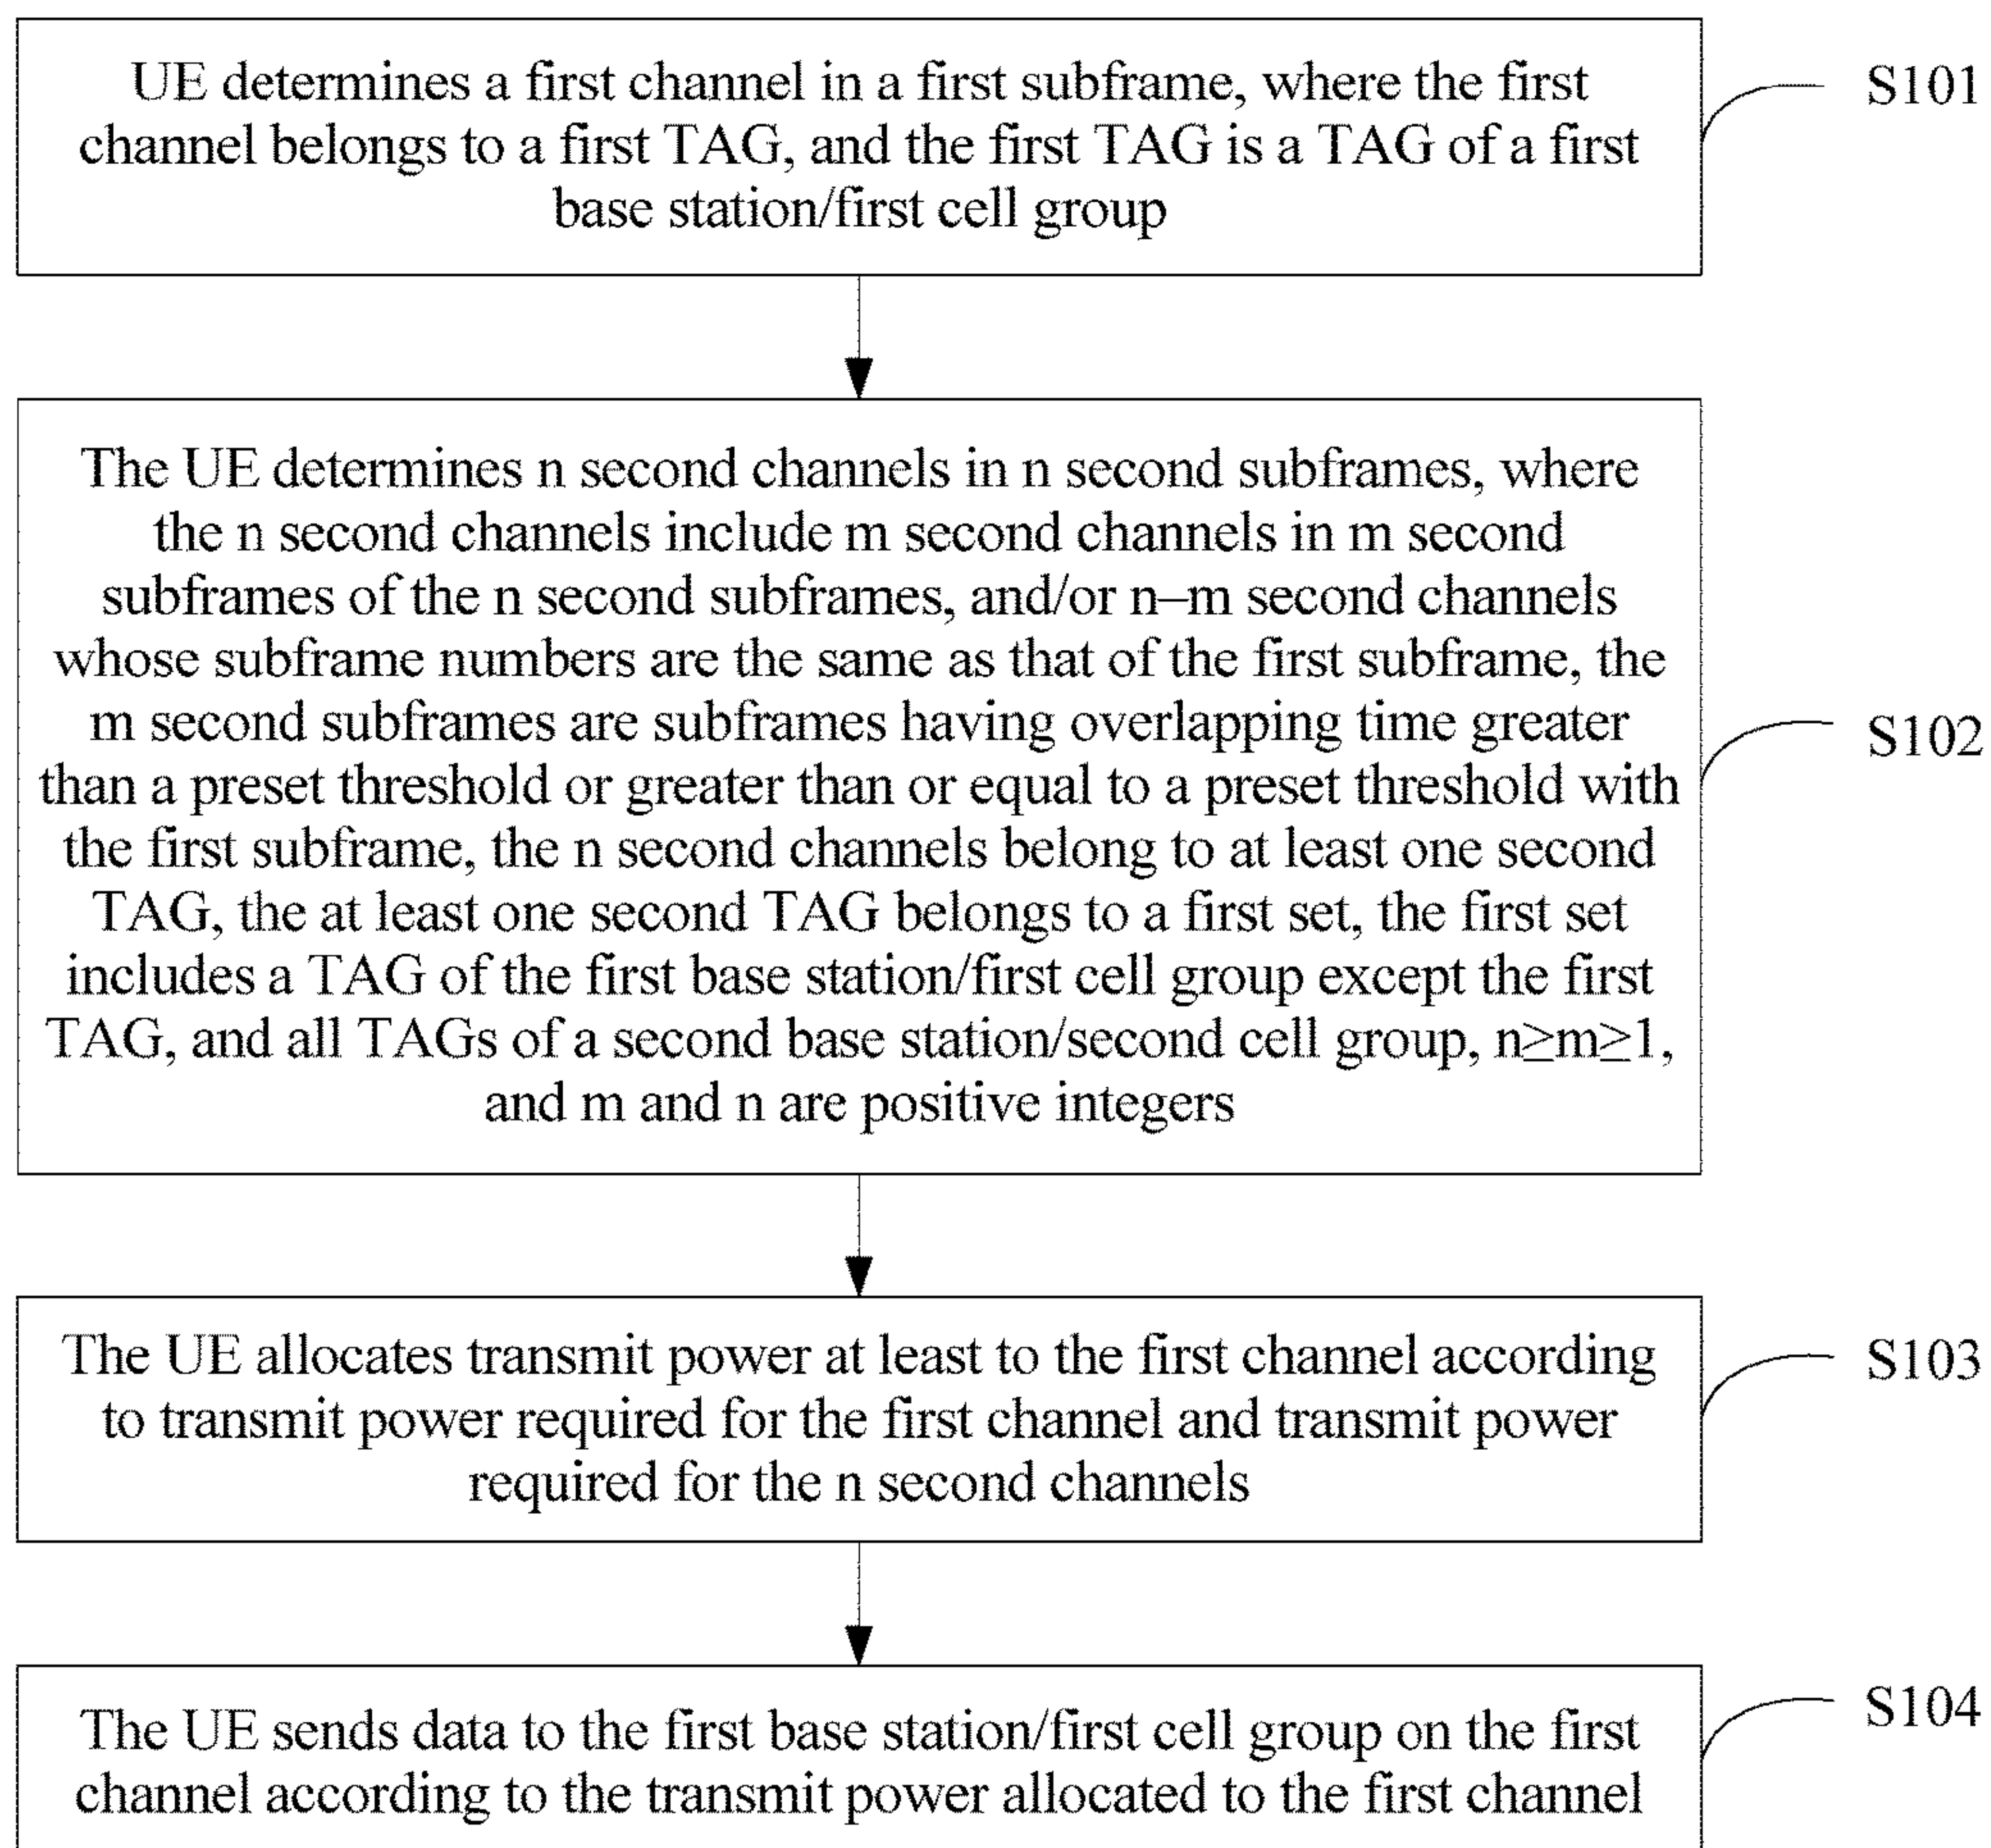 UE determines a first channel in a first subframe, where the first
channel belongs to a first TAG, and the first TAG is a TAG of a first
base station/first cell group
S101
The UE determines n second channels in n second subframes, where
the n second channels include m second channels in m second
subframes of the n second subframes, and/or n–m second channels
whose subframe numbers are the same as that of the first subframe, the
m second subframes are subframes having overlapping time greater
than a preset threshold or greater than or equal to a preset threshold with
the first subframe, the n second channels belong to at least one second
TAG, the at least one second TAG belongs to a first set, the first set
includes a TAG of the first base station/first cell group except the first
TAG, and all TAGs of a second base station/second cell group, n≥m≥1,
and m and n are positive integers
S102
The UE allocates transmit power at least to the first channel according
to transmit power required for the first channel and transmit power
required for the n second channels
S103
The UE sends data to the first base station/first cell group on the first
channel according to the transmit power allocated to the first channel
S104